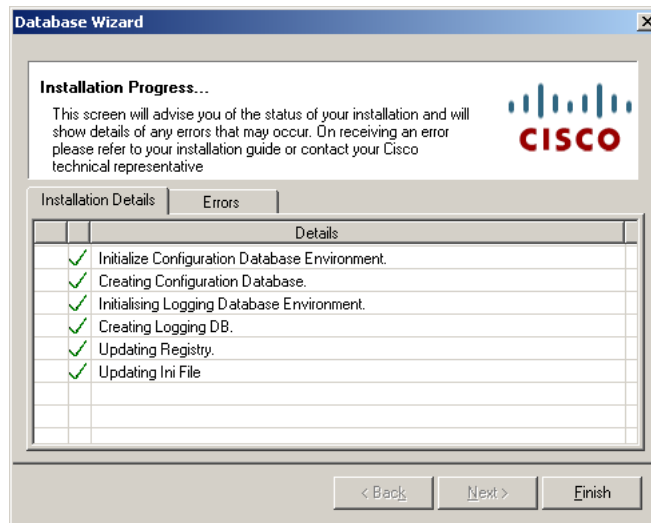 Database Wizard
Installation Progress...
This screen will advise you of the status of your installation and will
show details of any errors that may occur. On receiving an error
please refer to your installation guide or contact your Cisco
technical representative
CISCO
Installation Details
Errors
Details
Initialize Configuration Database Environment.
Creating Configuration Database.
Initialising Logging Database Environment.
Creating Logging DB.
Updating Registry.
Updating Ini File
< Back
Next >
Finish